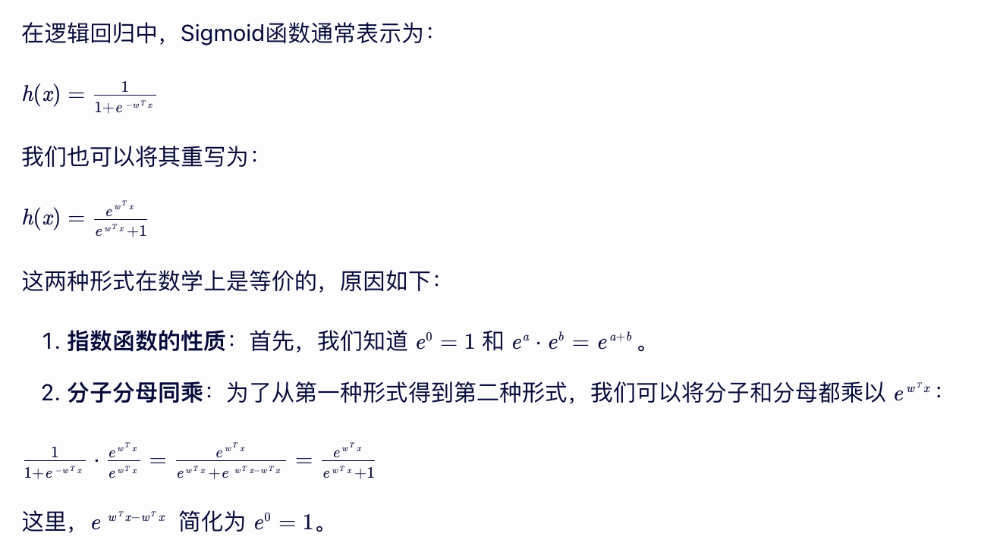 在逻辑回归中，Sigmoid函数通常表示为：
$h(x) = \frac{1}{1+e^{-w^T x}}$
我们也可以将其重写为：
$h(x) = \frac{e^{w^T x}}{e^{w^T x}+1}$
这两种形式在数学上是等价的，原因如下：
1. 指数函数的性质：首先，我们知道 $e^0 = 1$ 和 $e^a \cdot e^b = e^{a+b}$。
2. 分子分母同乘：为了从第一种形式得到第二种形式，我们可以将分子和分母都乘以 $e^{w^T x}$：
$\frac{1}{1+e^{-w^T x}} \cdot \frac{e^{w^T x}}{e^{w^T x}} = \frac{e^{w^T x}}{e^{w^T x}+e^{w^T x-w^T x}} = \frac{e^{w^T x}}{e^{w^T x}+1}$
这里，$e^{w^T x-w^T x}$ 简化为 $e^0 = 1$。